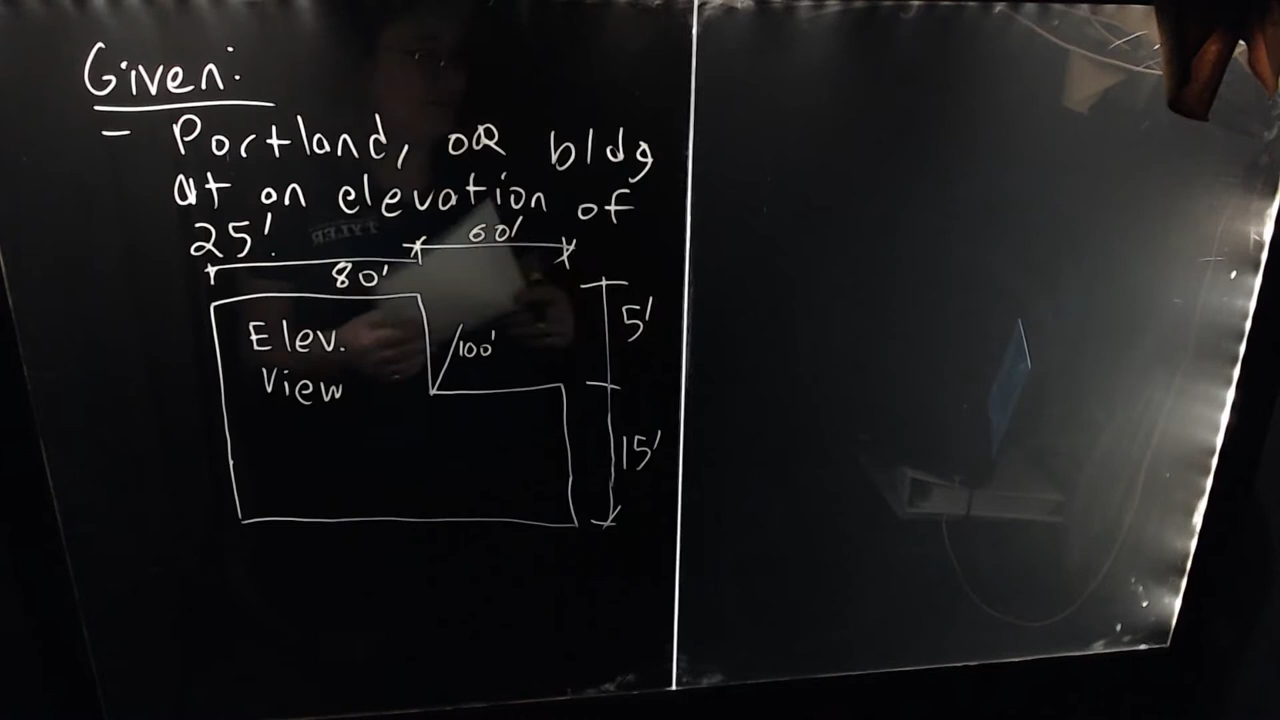 Given:
- Portland, OR bldg
at an elevation of
25'.
60'
80'
5'
Elev.
View
100'
15'